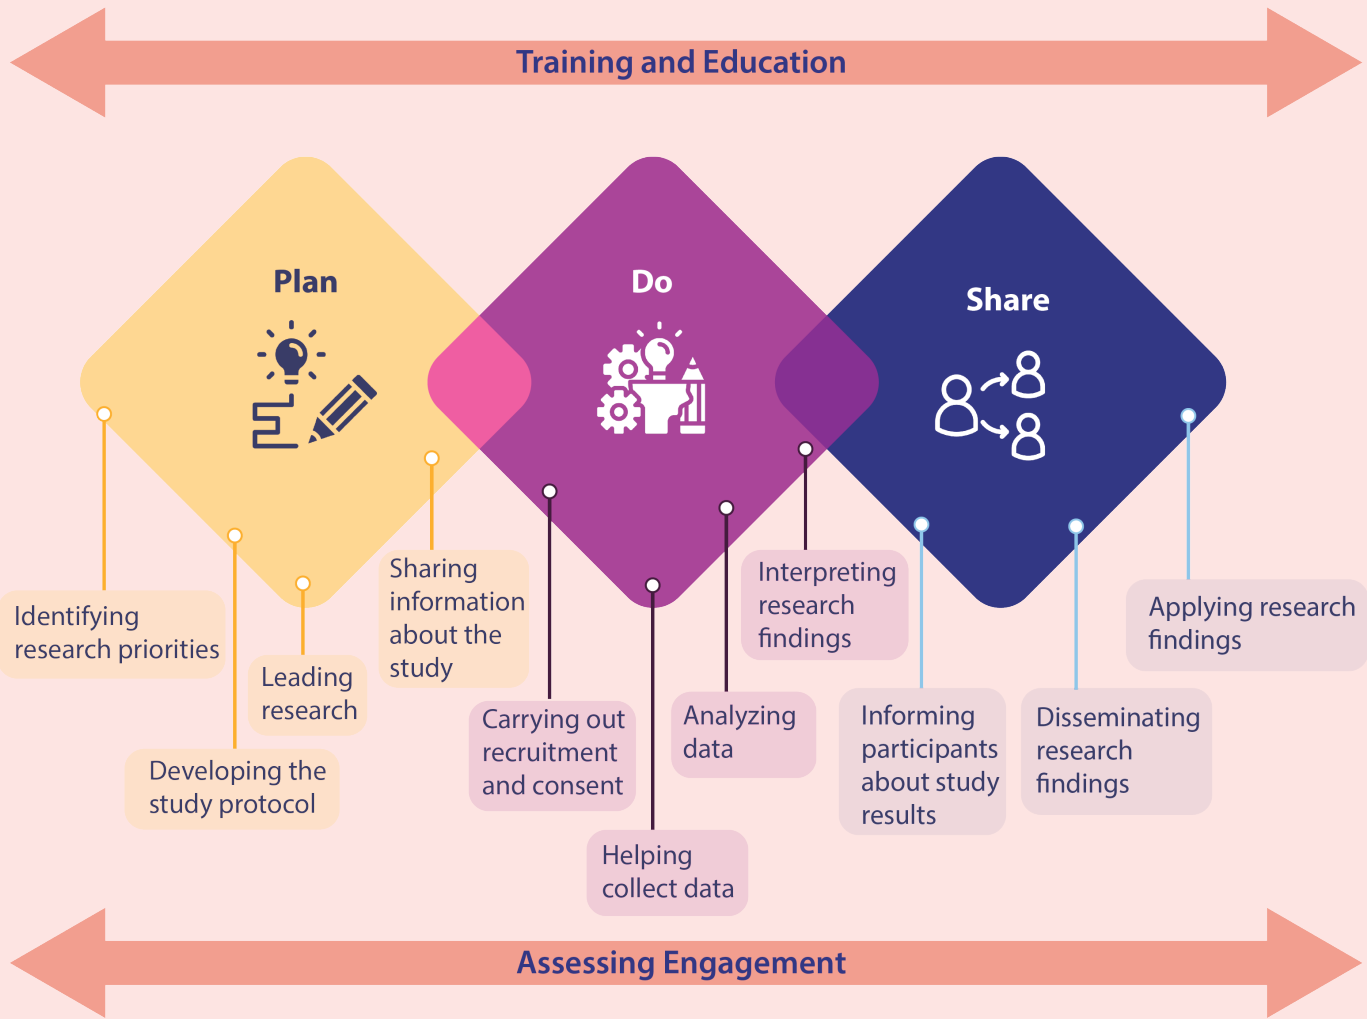 Training and Education
Plan
Do
Share
Identifying
research priorities
Developing the
study protocol
Leading
research
Sharing
information
about the
study
Carrying out
recruitment
and consent
Helping
collect data
Analyzing
data
Interpreting
research
findings
Informing
participants
about study
results
Disseminating
research
findings
Applying research
findings
Assessing Engagement